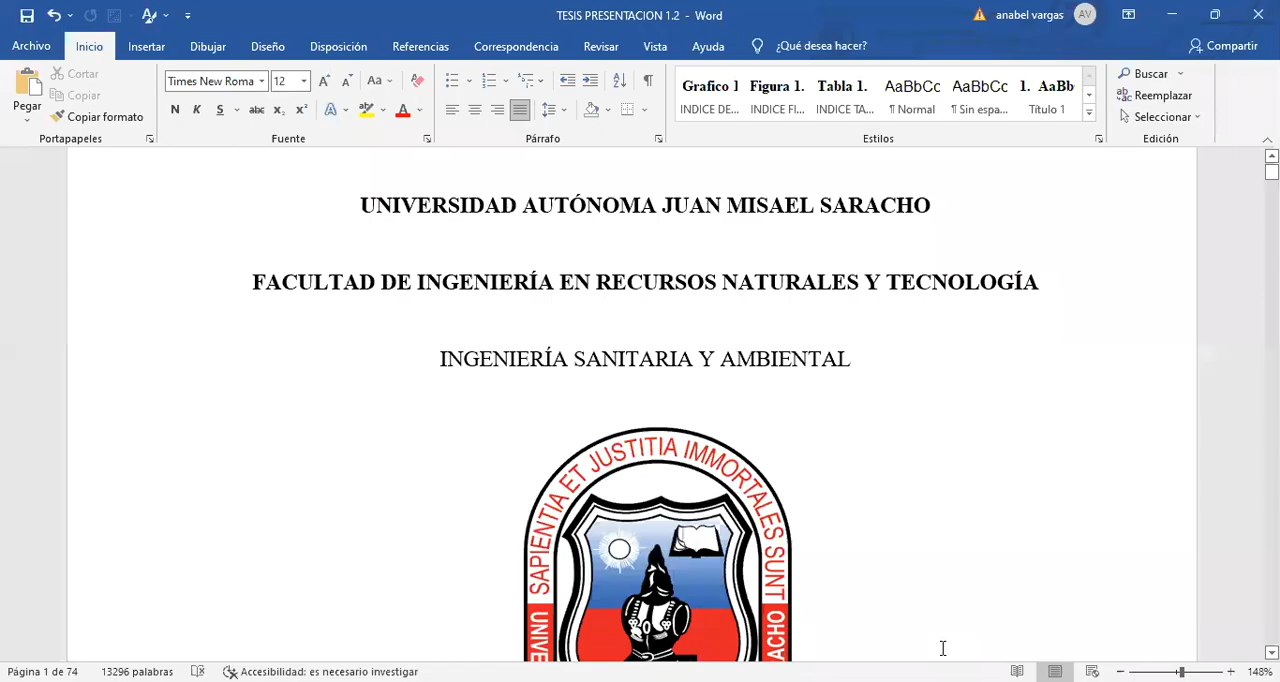 TESIS PRESENTACION 1.2 - Word
anabel vargas
AV
Archivo Inicio Insertar Dibujar Diseño Disposición Referencias Correspondencia Revisar Vista Ayuda ¿Qué desea hacer? Compartir
Pegar
Cortar
Copiar
Copiar formato
Portapapeles
Times New Roma 12
Aa
N K S abc x₂ x²
Fuente
Párrafo
Grafico 1 Figura 1. Tabla 1. AaBbCc AaBbCc 1. AaBb
INDICE DE... INDICE FI... INDICE TA... ¶ Normal ¶ Sin espa... Título 1
Estilos
Buscar
Reemplazar
Seleccionar
Edición
UNIVERSIDAD AUTÓNOMA JUAN MISAEL SARACHO
FACULTAD DE INGENIERÍA EN RECURSOS NATURALES Y TECNOLOGÍA
INGENIERÍA SANITARIA Y AMBIENTAL
SAPIENTIA ET JUSTITIA IMMORTALES SUNT
UNIVE
ACHO
Página 1 de 74 13296 palabras Accesibilidad: es necesario investigar 148%